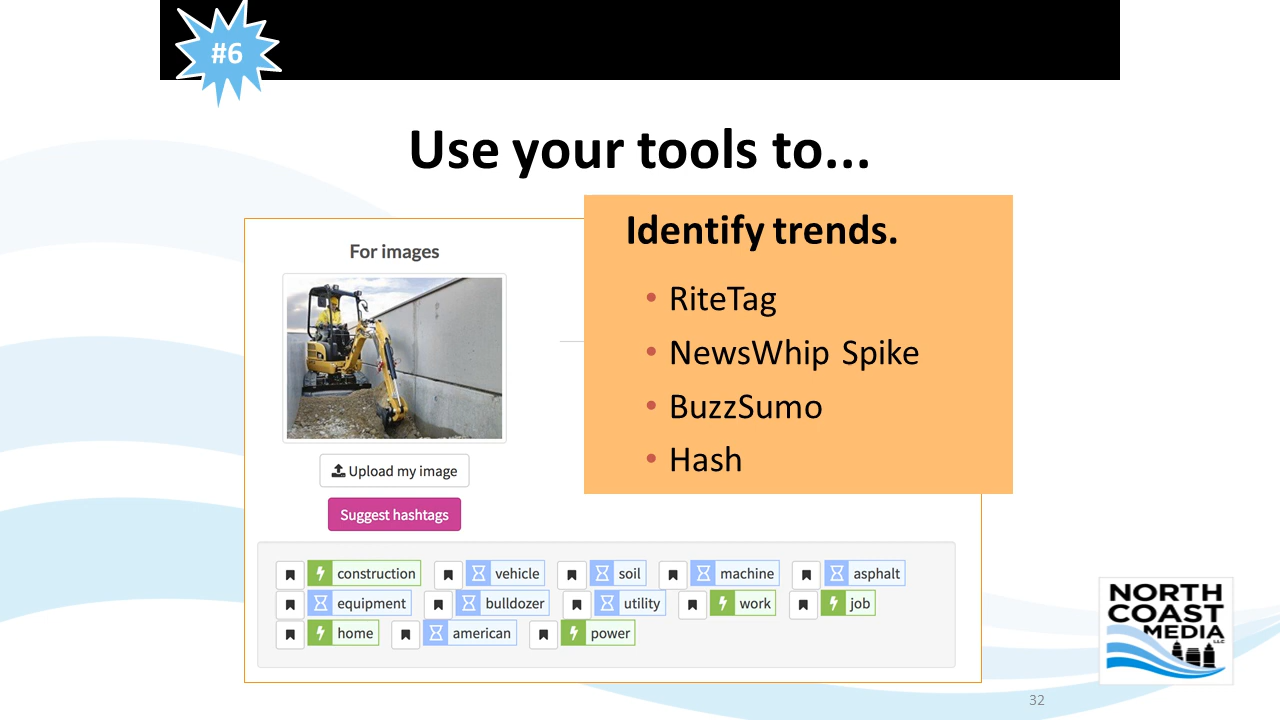 #6
Use your tools to...
Identify trends.
• RiteTag
• NewsWhip Spike
• BuzzSumo
• Hash
For images
Upload my image
Suggest hashtags
construction vehicle soil machine asphalt
equipment bulldozer utility work job
home american power
NORTH
COAST
MEDIA
LLC
32